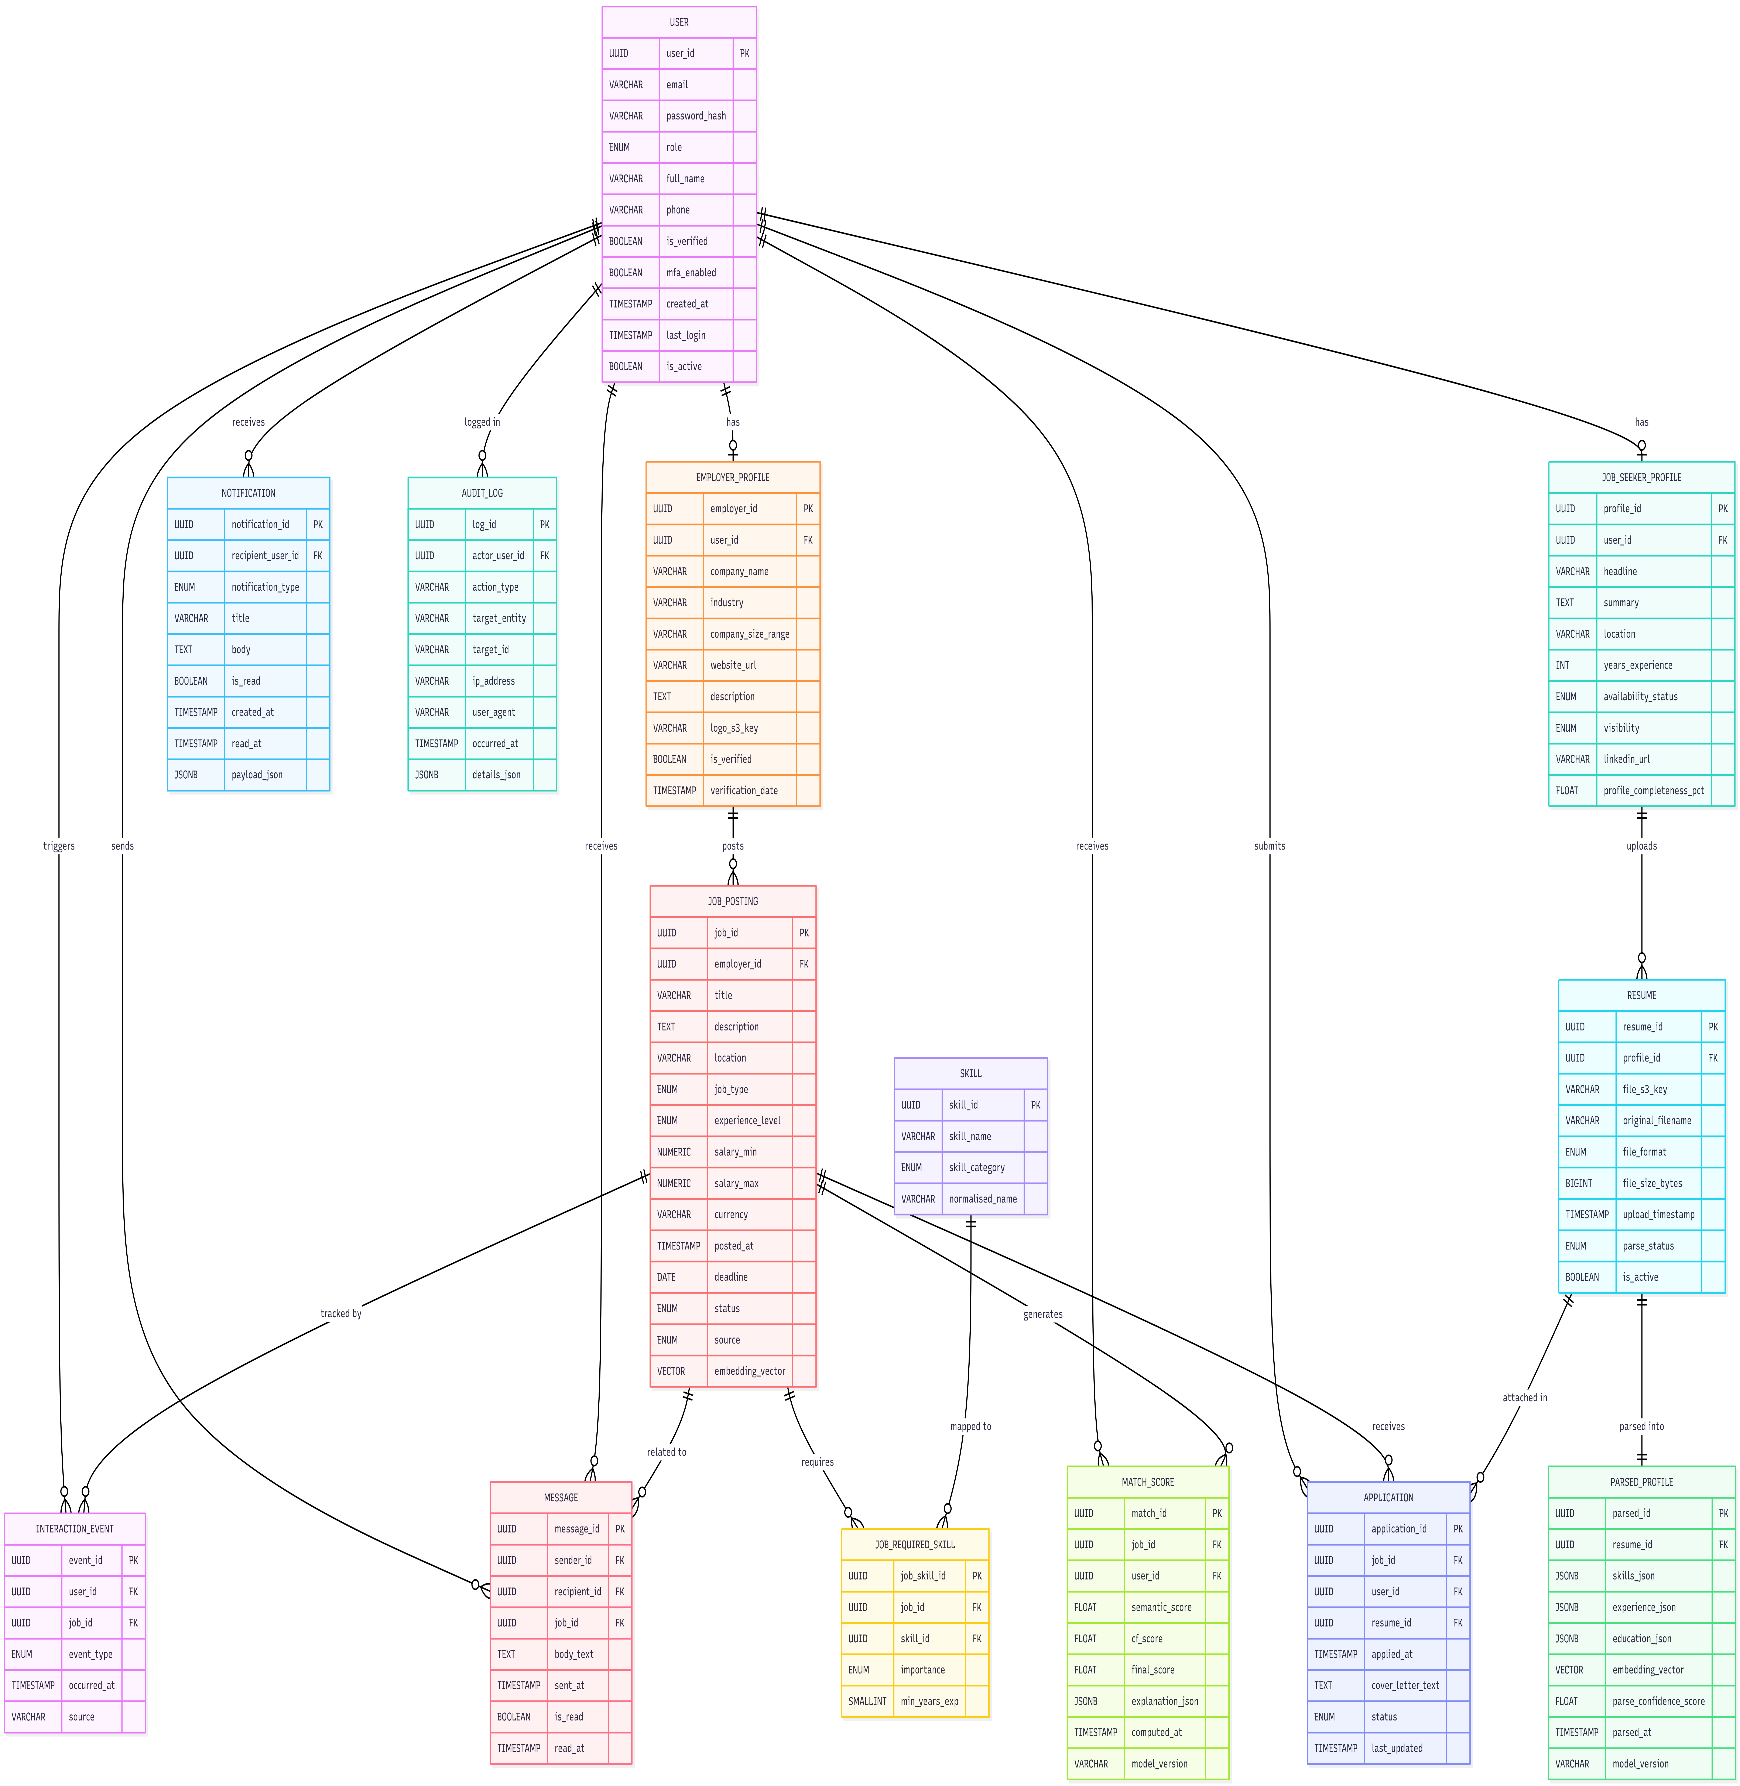 USER
UUID user_id PK
VARCHAR email
VARCHAR password_hash
ENUM role
VARCHAR full_name
VARCHAR phone
BOOLEAN is_verified
BOOLEAN mfa_enabled
TIMESTAMP created_at
TIMESTAMP last_login
BOOLEAN is_active
receives
logged in
has
has
NOTIFICATION
UUID notification_id PK
UUID recipient_user_id FK
ENUM notification_type
VARCHAR title
TEXT body
BOOLEAN is_read
TIMESTAMP created_at
TIMESTAMP read_at
JSONB payload_json
AUDIT_LOG
UUID log_id PK
UUID actor_user_id FK
VARCHAR action_type
VARCHAR target_entity
VARCHAR target_id
VARCHAR ip_address
VARCHAR user_agent
TIMESTAMP occurred_at
JSONB details_json
EMPLOYER_PROFILE
UUID employer_id PK
UUID user_id FK
VARCHAR company_name
VARCHAR industry
VARCHAR company_size_range
VARCHAR website_url
TEXT description
VARCHAR logo_s3_key
BOOLEAN is_verified
TIMESTAMP verification_date
JOB_SEEKER_PROFILE
UUID profile_id PK
UUID user_id FK
VARCHAR headline
TEXT summary
VARCHAR location
INT years_experience
ENUM availability_status
ENUM visibility
VARCHAR linkedin_url
FLOAT profile_completeness_pct
triggers
sends
receives
posts
receives
submits
uploads
JOB_POSTING
UUID job_id PK
UUID employer_id FK
VARCHAR title
TEXT description
VARCHAR location
ENUM job_type
ENUM experience_level
NUMERIC salary_min
NUMERIC salary_max
VARCHAR currency
TIMESTAMP posted_at
DATE deadline
ENUM status
ENUM source
VECTOR embedding_vector
SKILL
UUID skill_id PK
VARCHAR skill_name
ENUM skill_category
VARCHAR normalised_name
RESUME
UUID resume_id PK
UUID profile_id FK
VARCHAR file_s3_key
VARCHAR original_filename
ENUM file_format
BIGINT file_size_bytes
TIMESTAMP upload_timestamp
ENUM parse_status
BOOLEAN is_active
tracked by
generates
attached in
related to
requires
mapped to
receives
parsed into
INTERACTION_EVENT
UUID event_id PK
UUID user_id FK
UUID job_id FK
ENUM event_type
TIMESTAMP occurred_at
VARCHAR source
MESSAGE
UUID message_id PK
UUID sender_id FK
UUID recipient_id FK
UUID job_id FK
TEXT body_text
TIMESTAMP sent_at
BOOLEAN is_read
TIMESTAMP read_at
JOB_REQUIRED_SKILL
UUID job_skill_id PK
UUID job_id FK
UUID skill_id FK
ENUM importance
SMALLINT min_years_exp
MATCH_SCORE
UUID match_id PK
UUID job_id FK
UUID user_id FK
FLOAT semantic_score
FLOAT cf_score
FLOAT final_score
JSONB explanation_json
TIMESTAMP computed_at
VARCHAR model_version
APPLICATION
UUID application_id PK
UUID job_id FK
UUID user_id FK
UUID resume_id FK
TIMESTAMP applied_at
TEXT cover_letter_text
ENUM status
TIMESTAMP last_updated
PARSED_PROFILE
UUID parsed_id PK
UUID resume_id FK
JSONB skills_json
JSONB experience_json
JSONB education_json
VECTOR embedding_vector
FLOAT parse_confidence_score
TIMESTAMP parsed_at
VARCHAR model_version